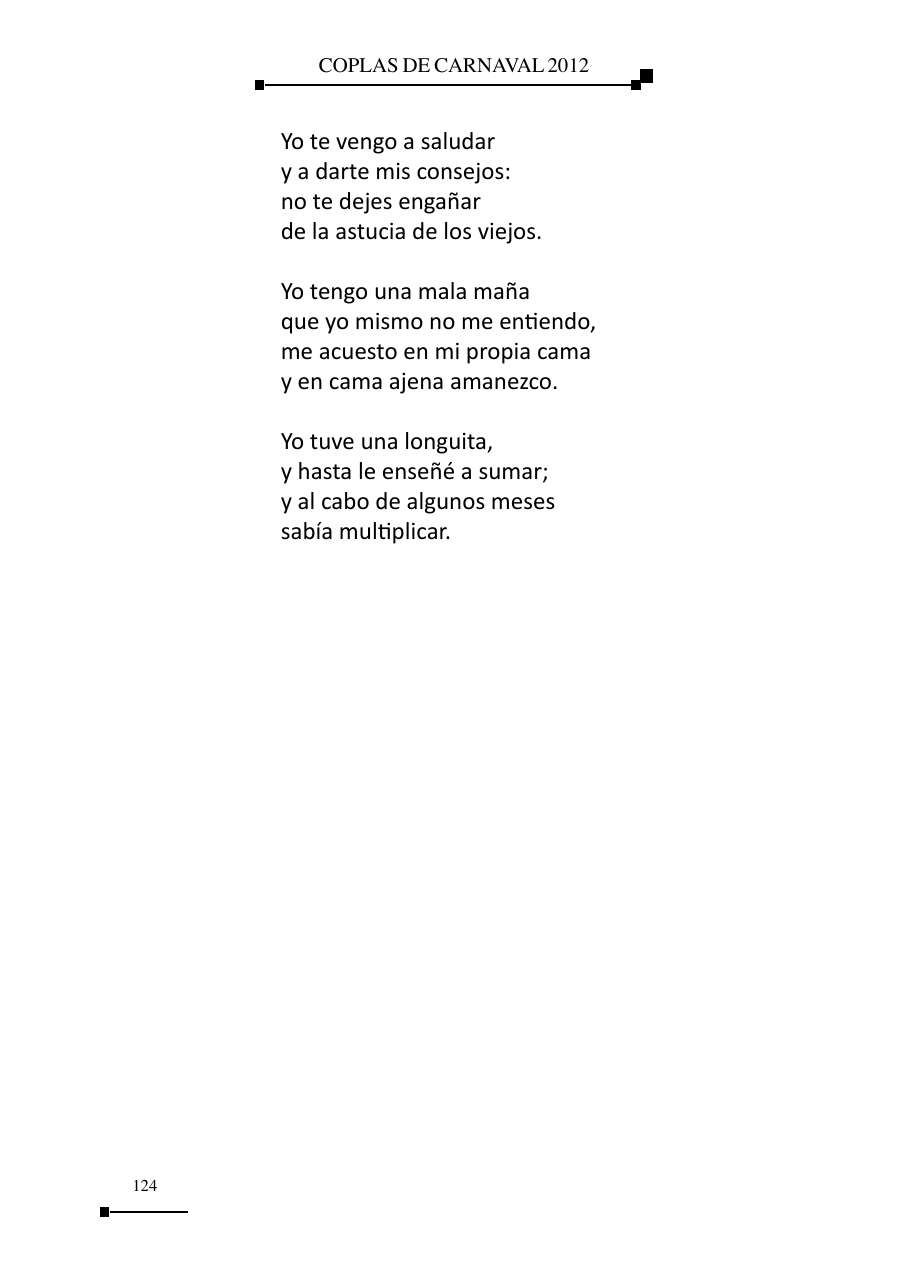 COPLAS DE CARNAVAL 2012
Yo te vengo a saludar
y a darte mis consejos:
no te dejes engañar
de la astucia de los viejos.
Yo tengo una mala maña
que yo mismo no me entiendo,
me acuesto en mi propia cama
y en cama ajena amanezco.
Yo tuve una longuita,
y hasta le enseñé a sumar;
y al cabo de algunos meses
sabía multiplicar.
124